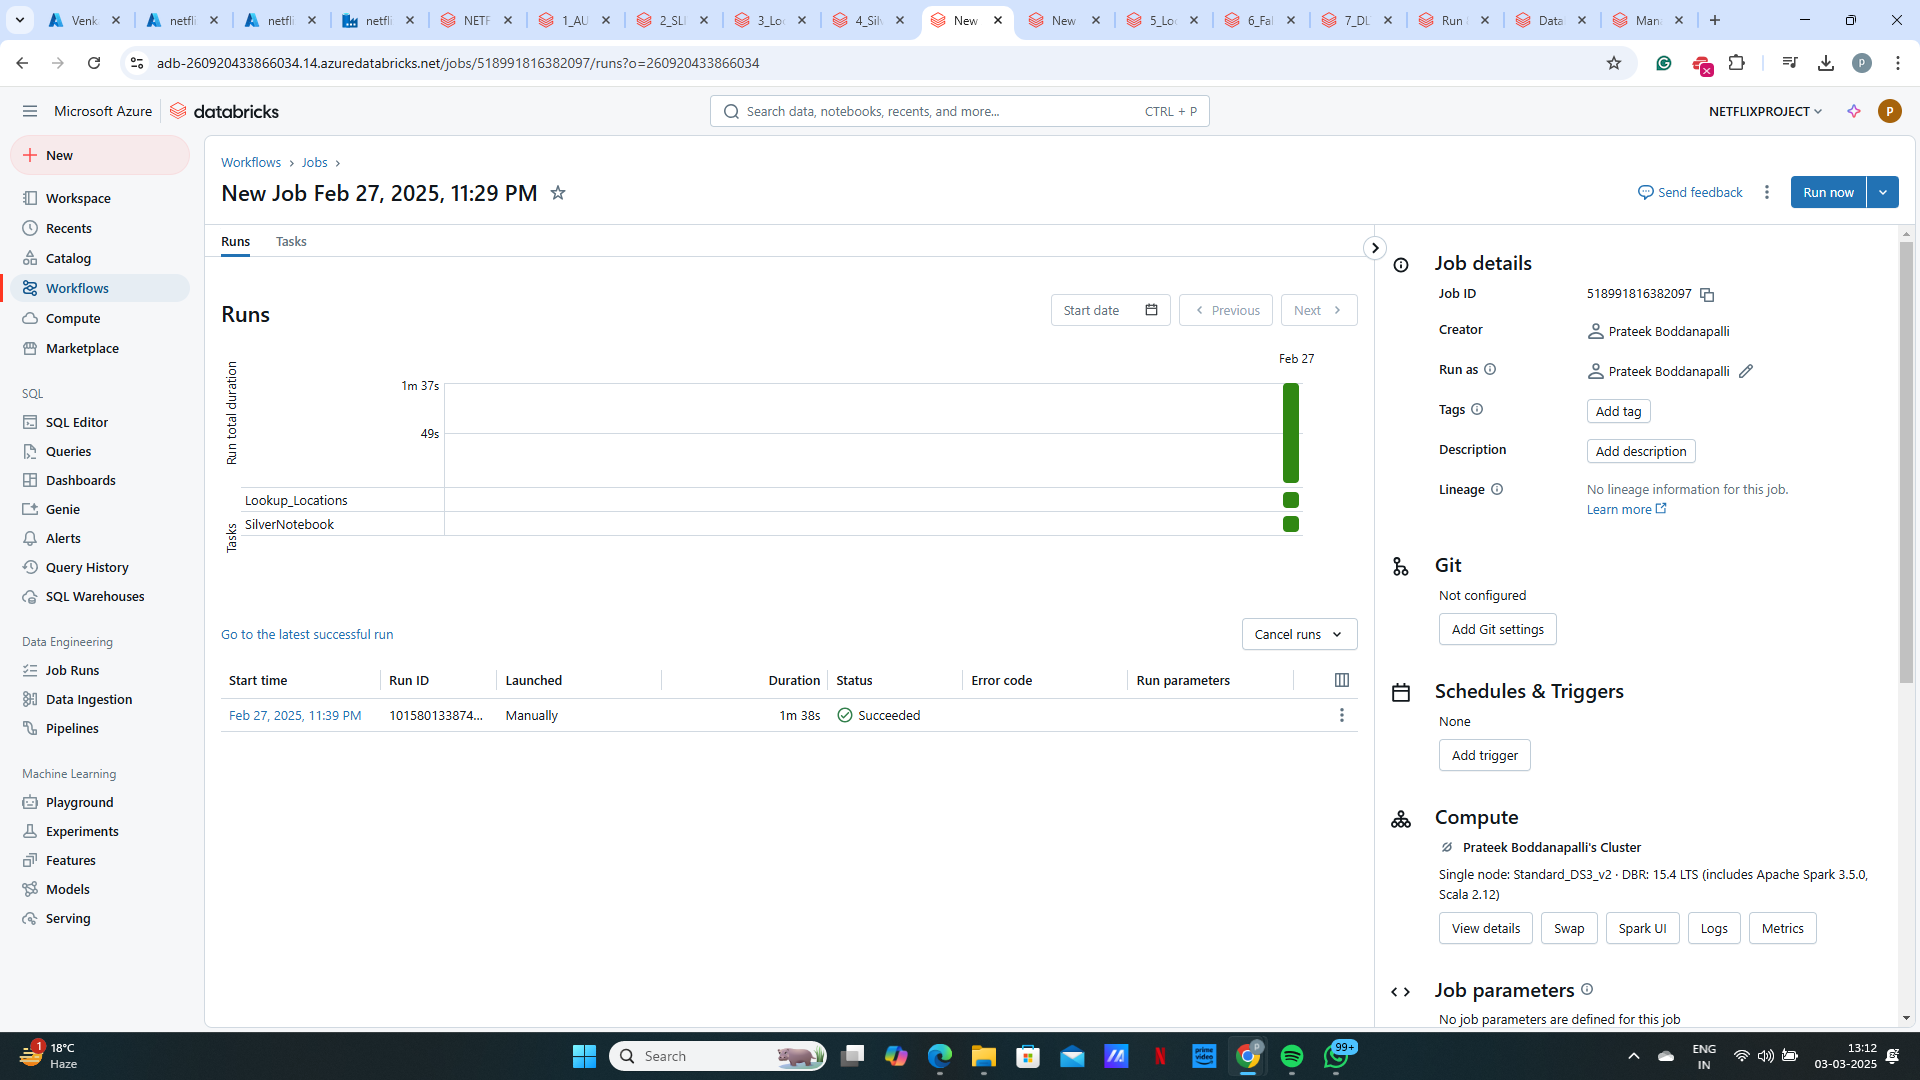 Venk
netfli
netfli
netfli
NETF
1_AU
2_SL
3_Loo
4_Silv
New
New
5_Loo
6_Fal
7_DL
Run
Data
Man
adb-260920433866034.14.azuredatabricks.net/jobs/518991816382097/runs?o=260920433866034
Microsoft Azure
databricks
Search data, notebooks, recents, and more...
CTRL + P
NETFLIXPROJECT
P
New
Workspace
Recents
Catalog
Workflows
Compute
Marketplace
SQL
SQL Editor
Queries
Dashboards
Genie
Alerts
Query History
SQL Warehouses
Data Engineering
Job Runs
Data Ingestion
Pipelines
Machine Learning
Playground
Experiments
Features
Models
Serving
Workflows › Jobs ›
New Job Feb 27, 2025, 11:29 PM
Send feedback
Run now
Runs
Tasks
Runs
Start date
Previous
Next
Feb 27
Run total duration
1m 37s
49s
Tasks
Lookup_Locations
SilverNotebook
Go to the latest successful run
Cancel runs
Start time Run ID Launched Duration Status Error code Run parameters
Feb 27, 2025, 11:39 PM 101580133874... Manually 1m 38s Succeeded
Job details
Job ID 518991816382097
Creator Prateek Boddanapalli
Run as Prateek Boddanapalli
Tags Add tag
Description Add description
Lineage No lineage information for this job.
Learn more
Git
Not configured
Add Git settings
Schedules & Triggers
None
Add trigger
Compute
Prateek Boddanapalli's Cluster
Single node: Standard_DS3_v2 · DBR: 15.4 LTS (includes Apache Spark 3.5.0,
Scala 2.12)
View details
Swap
Spark UI
Logs
Metrics
Job parameters
No job parameters are defined for this job
1
18°C
Haze
Search
prime video
99+
ENG
IN
13:12
03-03-2025